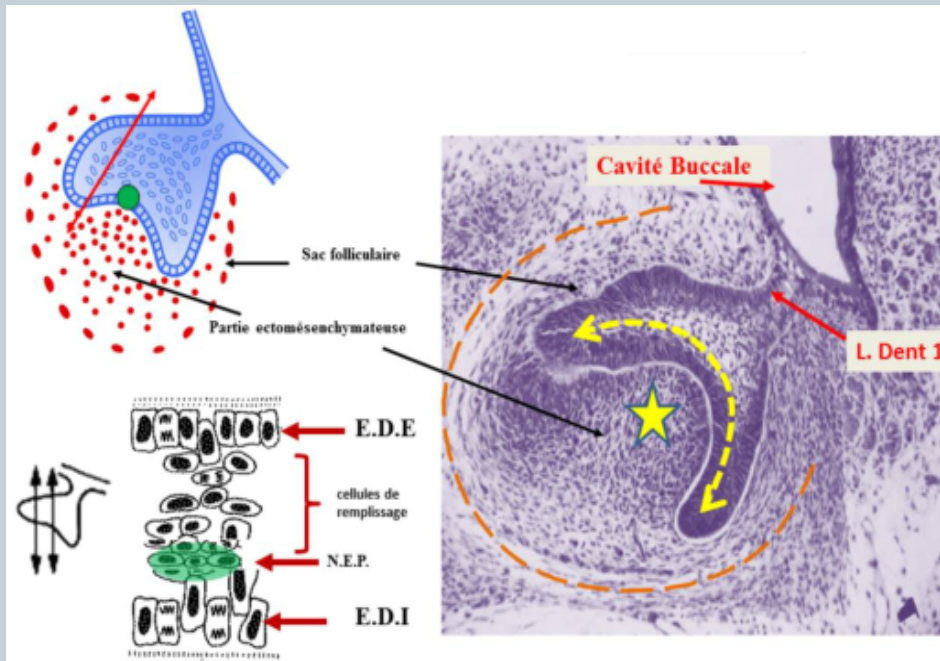 Cavité Buccale
Sac folliculaire
Partie ectomésenchymateuse
L. Dent 1
E.D.E
cellules de
remplissage
N.E.P.
E.D.I